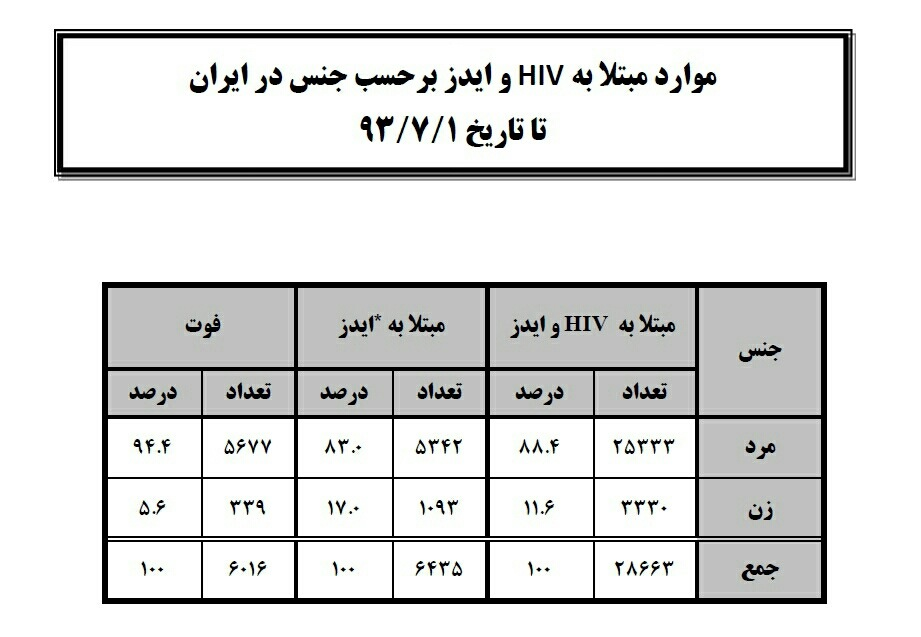 موارد مبتلا به HIV و ایدز برحسب جنس در ایران
تا تاریخ ۹۳/۷/۱
جنس مبتلا به HIV و ایدز مبتلا به *ایدز فوت
تعداد درصد تعداد درصد تعداد درصد
مرد ۲۵۳۳۳ ۸۸.۴ ۵۳۴۲ ۸۳.۰ ۵۶۷۷ ۹۴.۴
زن ۳۳۳۰ ۱۱.۶ ۱۰۹۳ ۱۷.۰ ۳۳۹ ۵.۶
جمع ۲۸۶۶۳ ۱۰۰ ۶۴۳۵ ۱۰۰ ۶۰۱۶ ۱۰۰